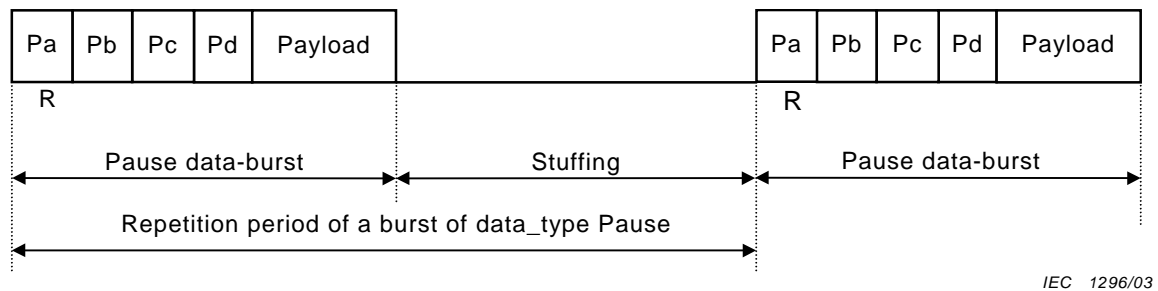 Pa Pb Pc Pd Payload Pa Pb Pc Pd Payload
R R
Pause data-burst Stuffing Pause data-burst
Repetition period of a burst of data_type Pause
IEC 1296/03